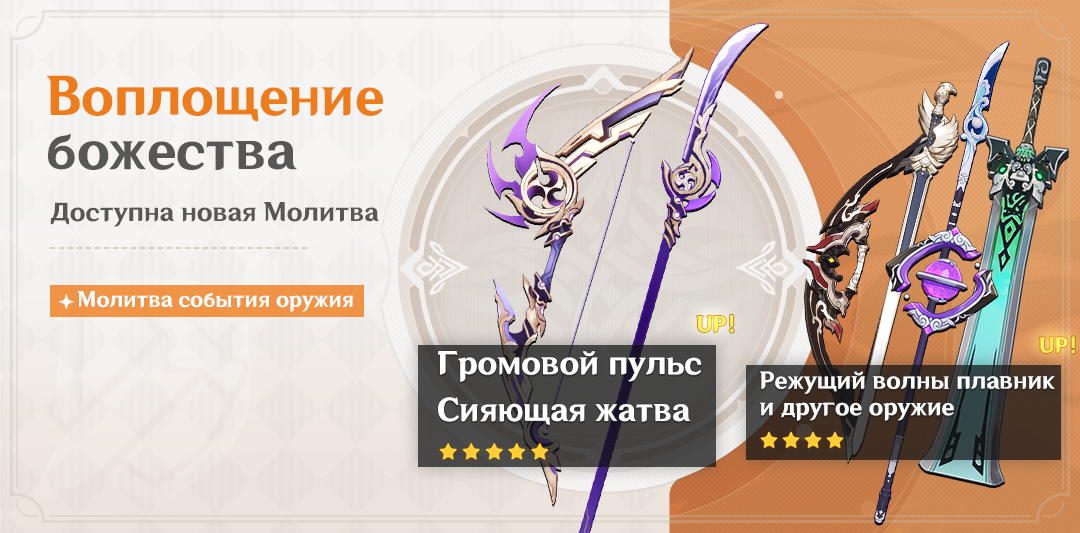 Воплощение
божества
Доступна новая Молитва
Молитва события оружия
UP!
Громовой пульс
Сияющая жатва
UP!
Режущий волны плавник
и другое оружие